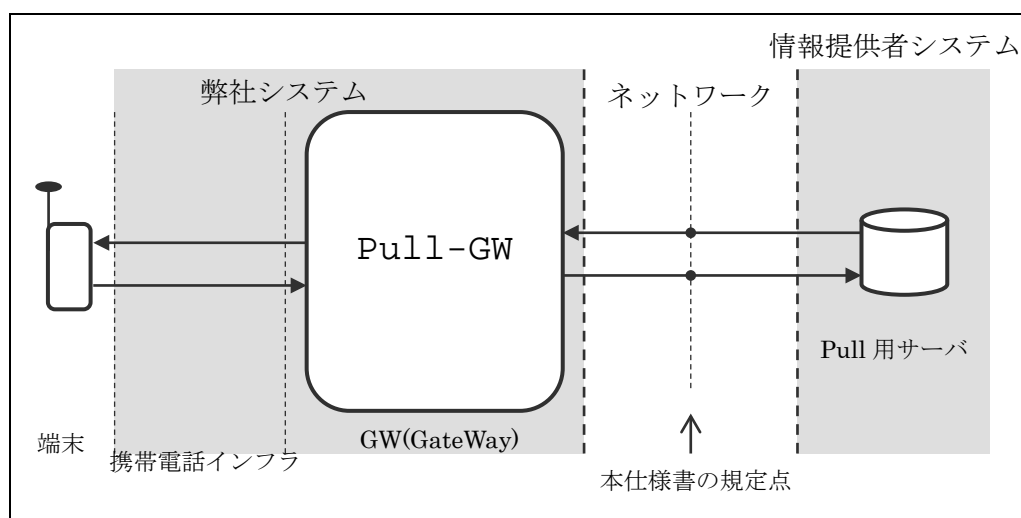 情報提供者システム
弊社システム
ネットワーク
Pull-GW
Pull 用サーバ
端末
携帯電話インフラ
GW(GateWay)
本仕様書の規定点